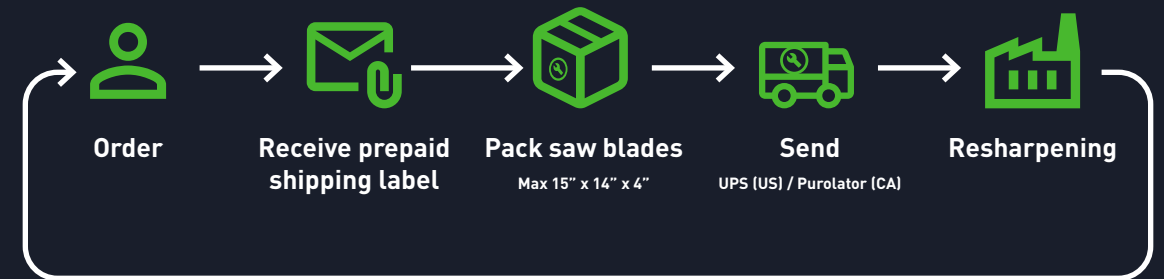 Order
Receive prepaid
shipping label
Pack saw blades
Max 15” x 14” x 4”
Send
UPS (US) / Purolator (CA)
Resharpening